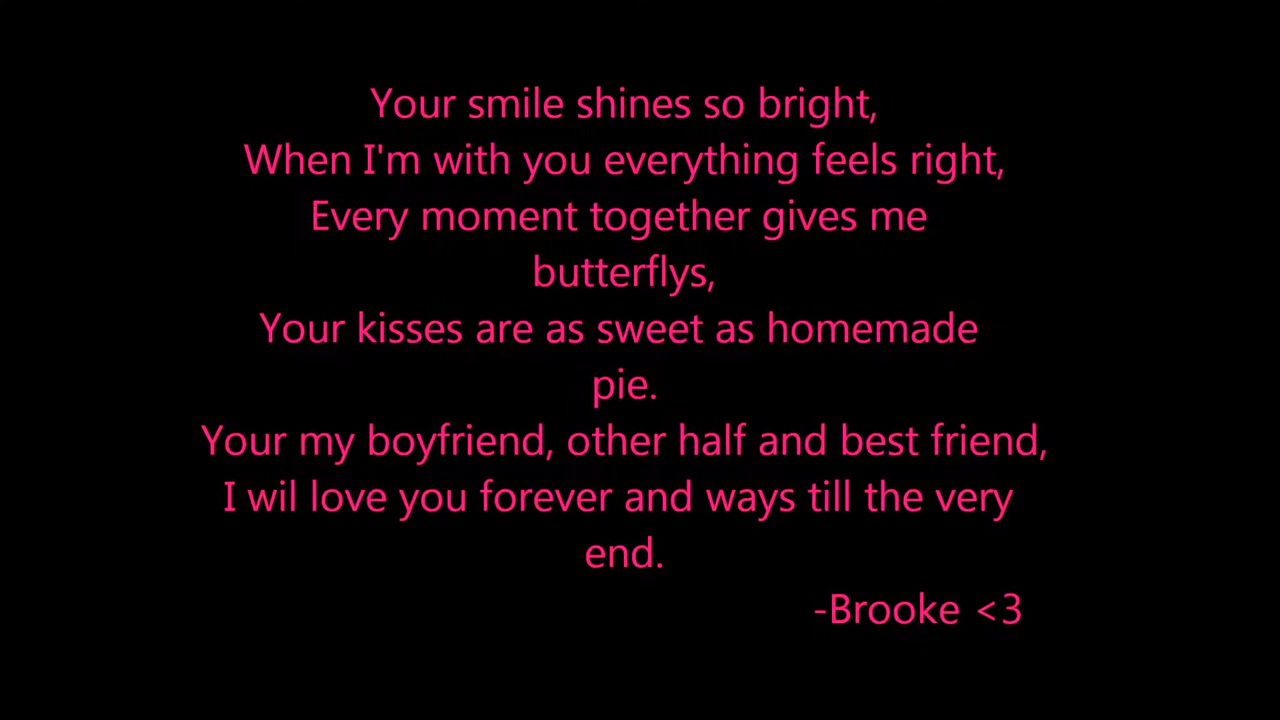 Your smile shines so bright,
When I'm with you everything feels right,
Every moment together gives me
butterflys,
Your kisses are as sweet as homemade
pie.
Your my boyfriend, other half and best friend,
I wil love you forever and ways till the very
end.
-Brooke <3